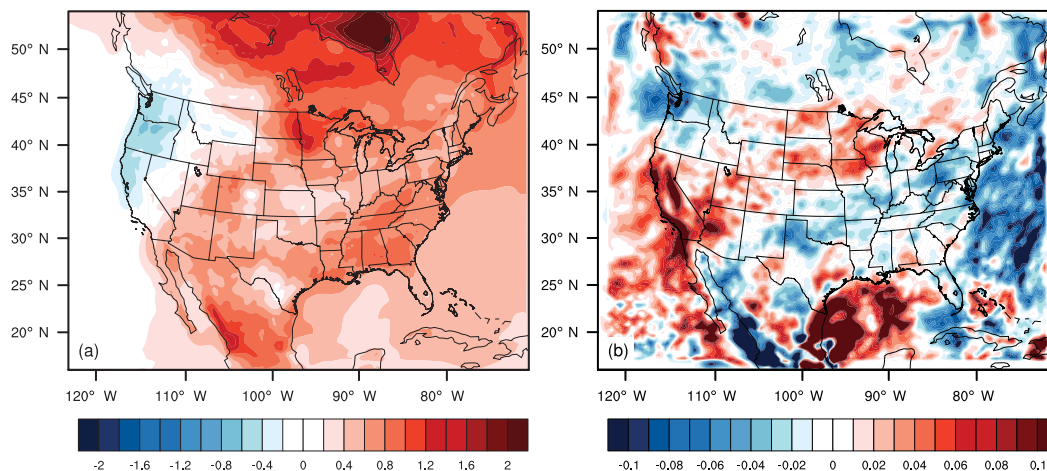 50° N
45° N
40° N
35° N
30° N
25° N
20° N
(a)
120° W
110° W
100° W
90° W
80° W
-2
-1.6
-1.2
-0.8
-0.4
0
0.4
0.8
1.2
1.6
2
50° N
45° N
40° N
35° N
30° N
20° N
(b)
120° W
110° W
100° W
90° W
80° W
-0.1
-0.08
-0.06
-0.04
-0.02
0
0.02
0.04
0.06
0.08
0.1